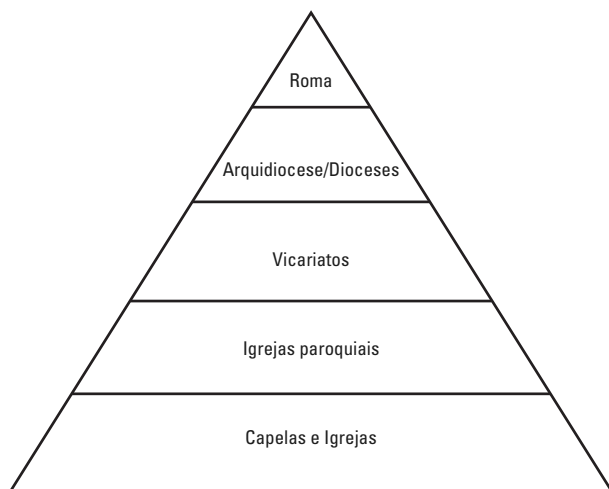 Roma
Arquidiocese/Dioceses
Vicariatos
Igrejas paroquiais
Capelas e Igrejas